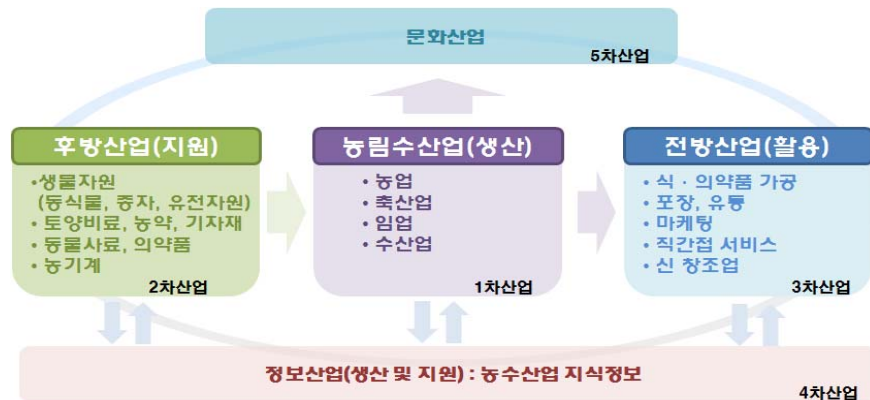 문화산업
5차산업
후방산업(지원)
•생물자원
(동식물, 종자, 유전자원)
•토양비료, 농약, 기자재
•동물사료, 의약품
•농기계
2차산업
농림수산업(생산)
• 농업
• 축산업
• 임업
• 수산업
1차산업
전방산업(활용)
• 식·의약품 가공
• 포장, 유통
• 마케팅
• 직간접 서비스
• 신 창조업
3차산업
정보산업(생산 및 지원) : 농수산업 지식정보
4차산업